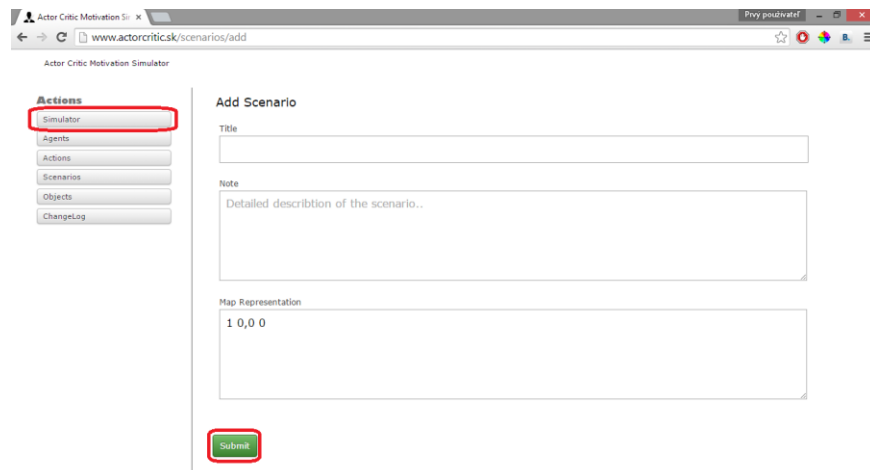 Actor Critic Motivation Si
Prvý používateľ
www.actorcritic.sk/scenarios/add
B.
Actor Critic Motivation Simulator
Actions
Simulator
Agents
Actions
Scenarios
Objects
ChangeLog
Add Scenario
Title
Note
Detailed describtion of the scenario..
Map Representation
1 0,0 0
Submit